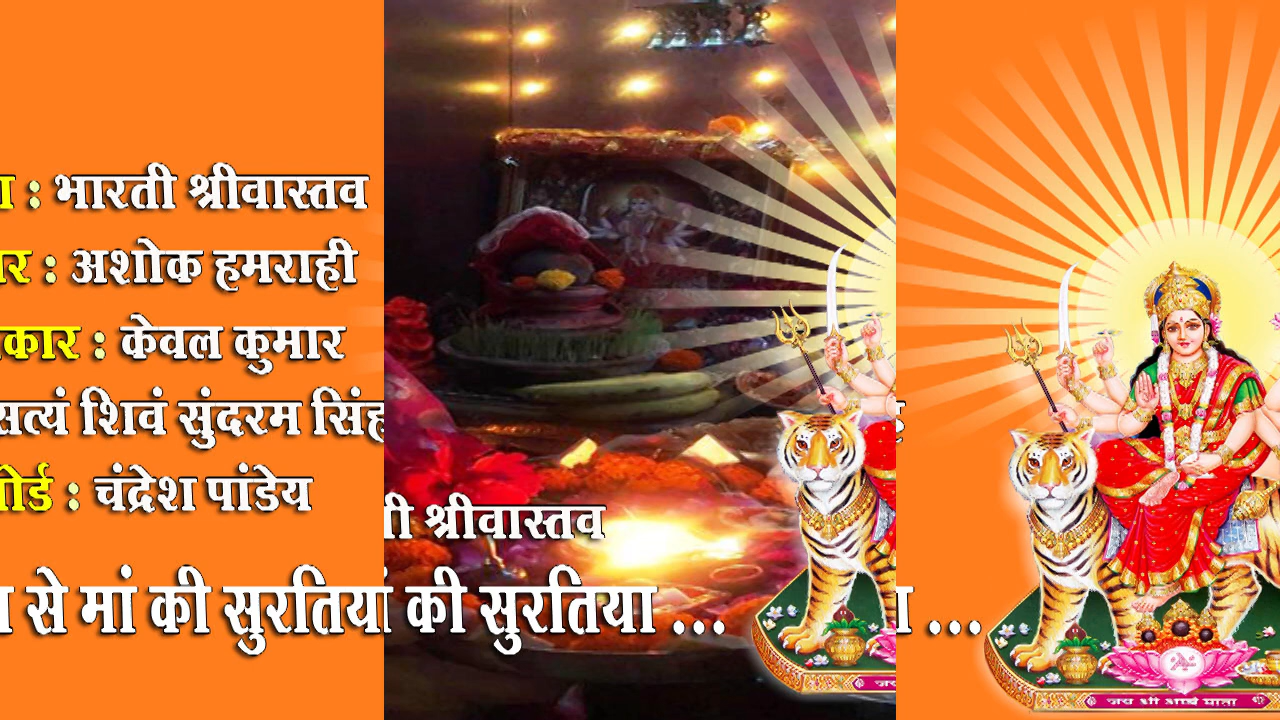 : भारती श्रीवास्तव
: अशोक हमराही
: केवल कुमार
सत्यं शिवं सुंदरम सिंह
: चंद्रेश पांडेय
श्रीवास्तव
से मां की सुरतिया
की सुरतिया ...
...